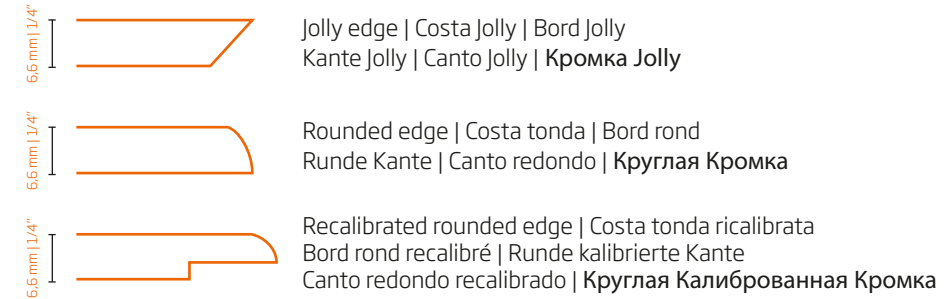 6,6 mm | 1/4"
Jolly edge | Costa Jolly | Bord Jolly
Kante Jolly | Canto Jolly | Кромка Jolly
6,6 mm | 1/4"
Rounded edge | Costa tonda | Bord rond
Runde Kante | Canto redondo | Круглая Кромка
6,6 mm | 1/4"
Recalibrated rounded edge | Costa tonda ricalibrata
Bord rond recalibré | Runde kalibrierte Kante
Canto redondo recalibrado | Круглая Калиброванная Кромка